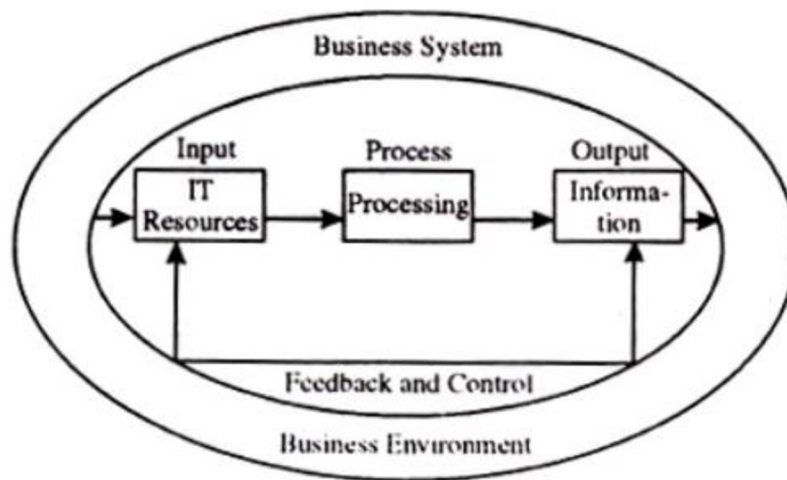 Business System
Input
Process
Output
IT
Resources
Processing
Informa-
tion
Feedback and Control
Business Environment